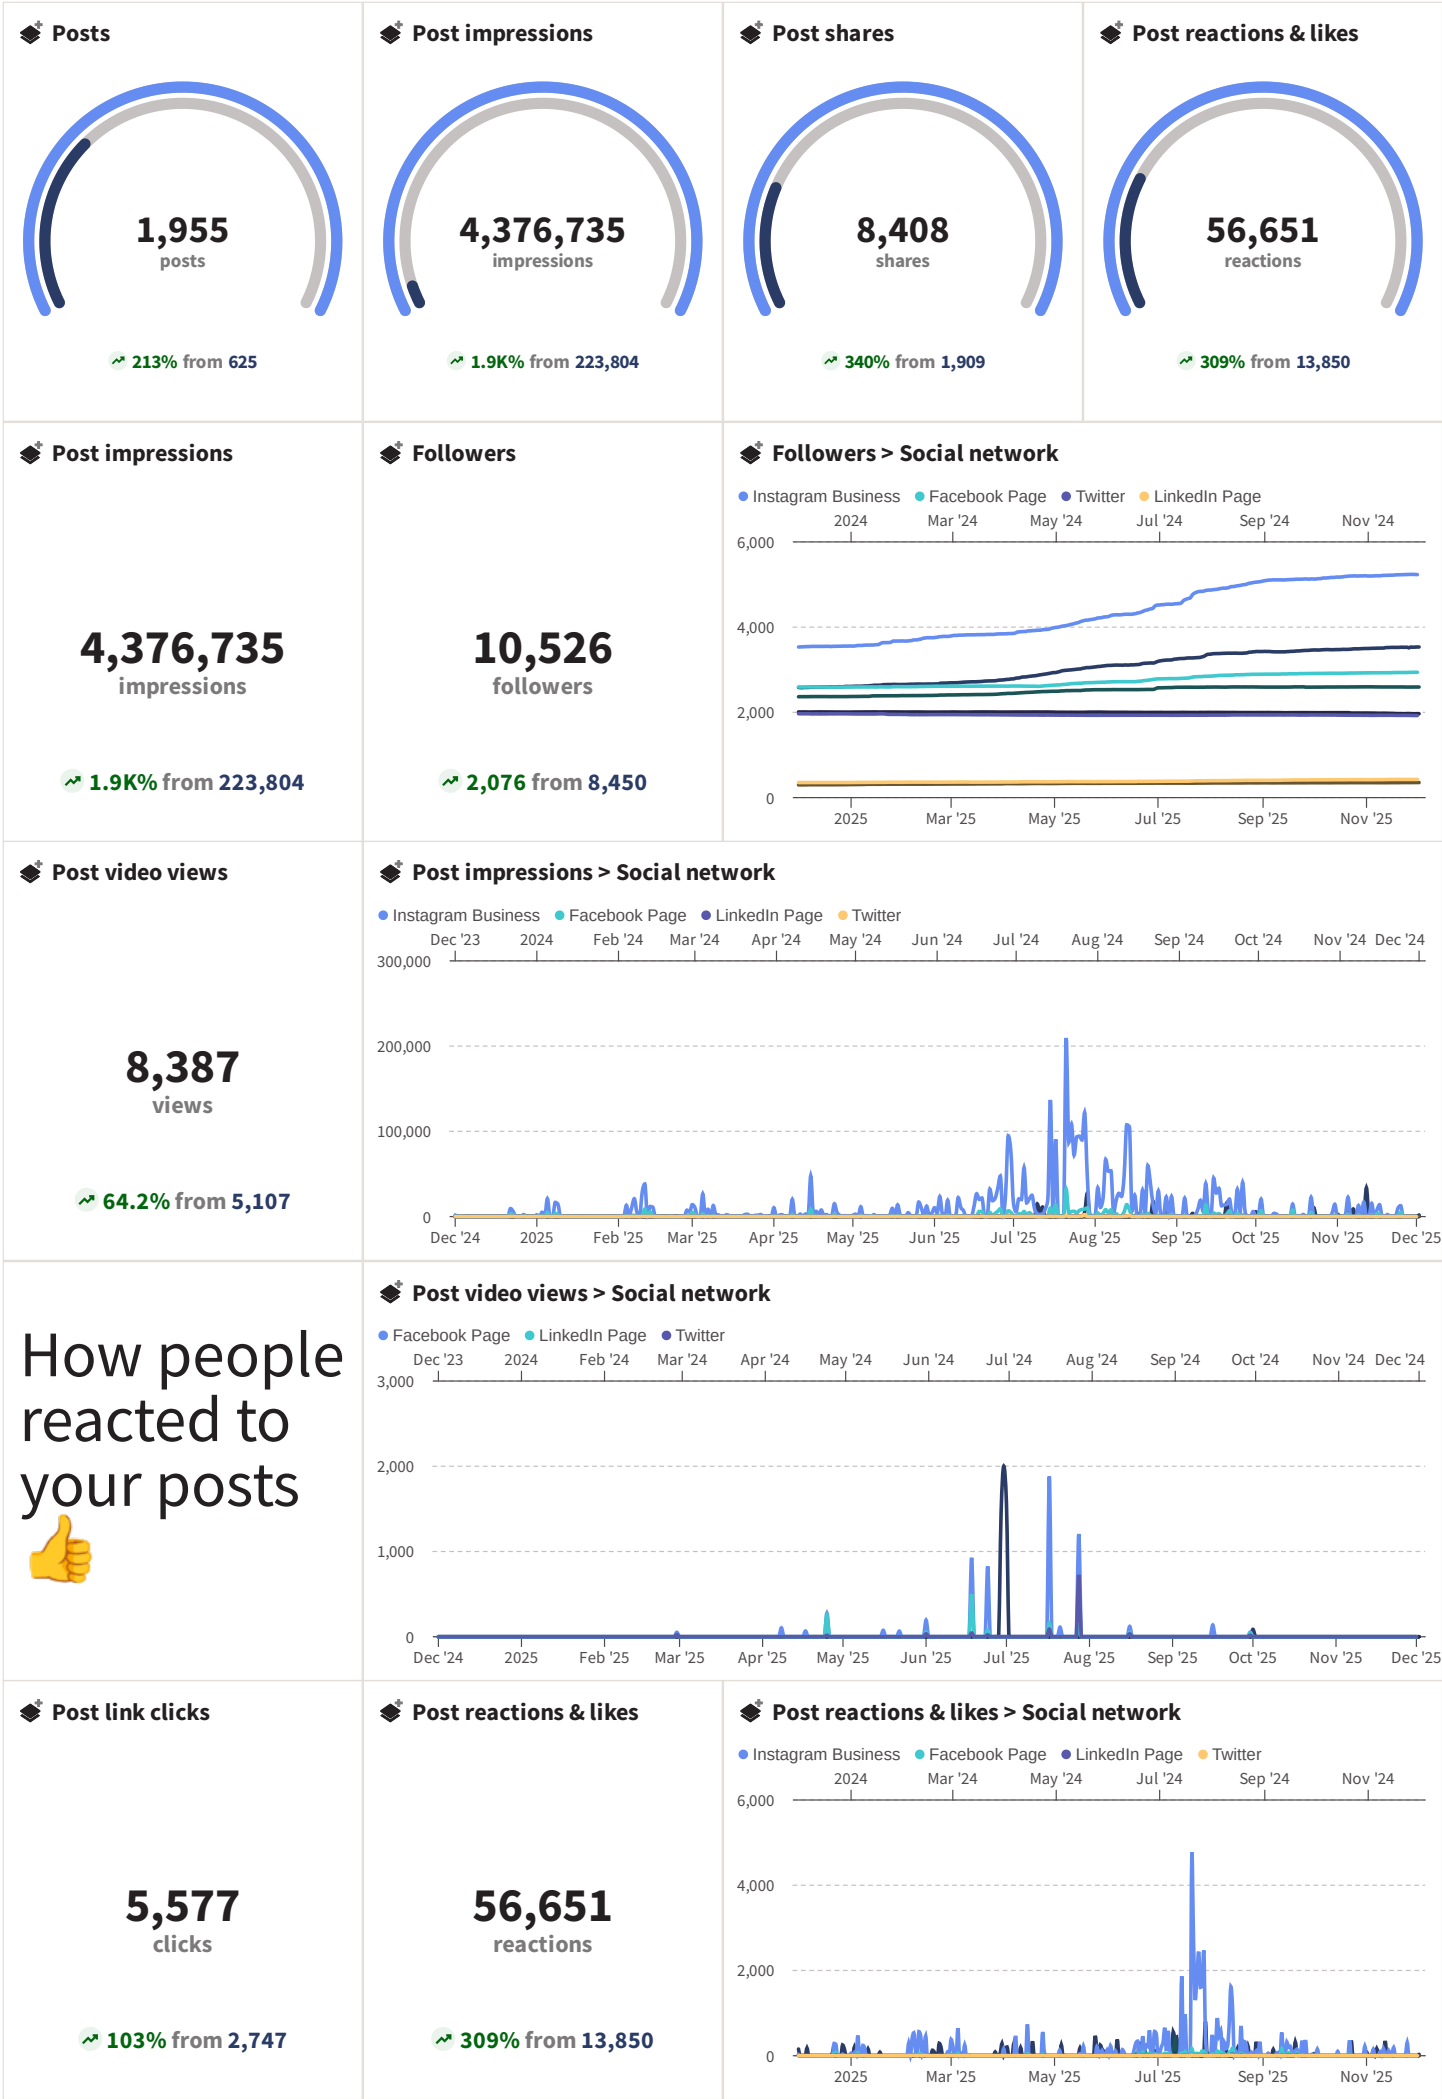 Posts
Post impressions
Post shares
Post reactions & likes
1,955
posts
213% from 625
4,376,735
impressions
1.9K% from 223,804
8,408
shares
340% from 1,909
56,651
reactions
309% from 13,850
Post impressions
4,376,735
impressions
1.9K% from 223,804
Followers
10,526
followers
2,076 from 8,450
Followers > Social network
Instagram Business Facebook Page Twitter LinkedIn Page
2024 Mar '24 May '24 Jul '24 Sep '24 Nov '24
6,000
4,000
2,000
0
2025 Mar '25 May '25 Jul '25 Sep '25 Nov '25
Post video views
8,387
views
64.2% from 5,107
Post impressions > Social network
Instagram Business Facebook Page LinkedIn Page Twitter
Dec '23 2024 Feb '24 Mar '24 Apr '24 May '24 Jun '24 Jul '24 Aug '24 Sep '24 Oct '24 Nov '24 Dec '24
300,000
200,000
100,000
0
Dec '24 2025 Feb '25 Mar '25 Apr '25 May '25 Jun '25 Jul '25 Aug '25 Sep '25 Oct '25 Nov '25 Dec '25
How people
reacted to
your posts
👍
Post video views > Social network
Facebook Page LinkedIn Page Twitter
Dec '23 2024 Feb '24 Mar '24 Apr '24 May '24 Jun '24 Jul '24 Aug '24 Sep '24 Oct '24 Nov '24 Dec '24
3,000
2,000
1,000
0
Dec '24 2025 Feb '25 Mar '25 Apr '25 May '25 Jun '25 Jul '25 Aug '25 Sep '25 Oct '25 Nov '25 Dec '25
Post link clicks
5,577
clicks
103% from 2,747
Post reactions & likes
56,651
reactions
309% from 13,850
Post reactions & likes > Social network
Instagram Business Facebook Page LinkedIn Page Twitter
2024 Mar '24 May '24 Jul '24 Sep '24 Nov '24
6,000
4,000
2,000
0
2025 Mar '25 May '25 Jul '25 Sep '25 Nov '25